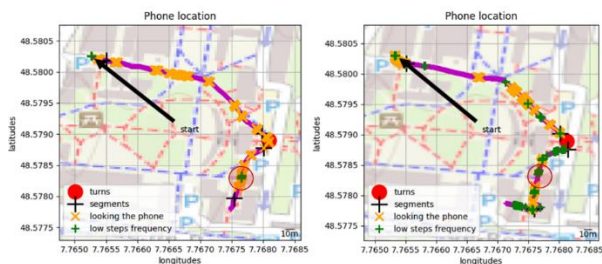 Phone location
48.5805
48.5800
48.5795
48.5790
48.5785
48.5780
48.5775
latitudes
start
turns
segments
looking the phone
low steps frequency
10m
7.7650 7.7655 7.7660 7.7665 7.7670 7.7675 7.7680 7.7685
longitudes
Phone location
48.5805
48.5800
48.5795
48.5790
48.5785
48.5780
48.5775
latitudes
start
turns
segments
looking the phone
low steps frequency
10m
7.7650 7.7655 7.7660 7.7665 7.7670 7.7675 7.7680 7.7685
longitudes